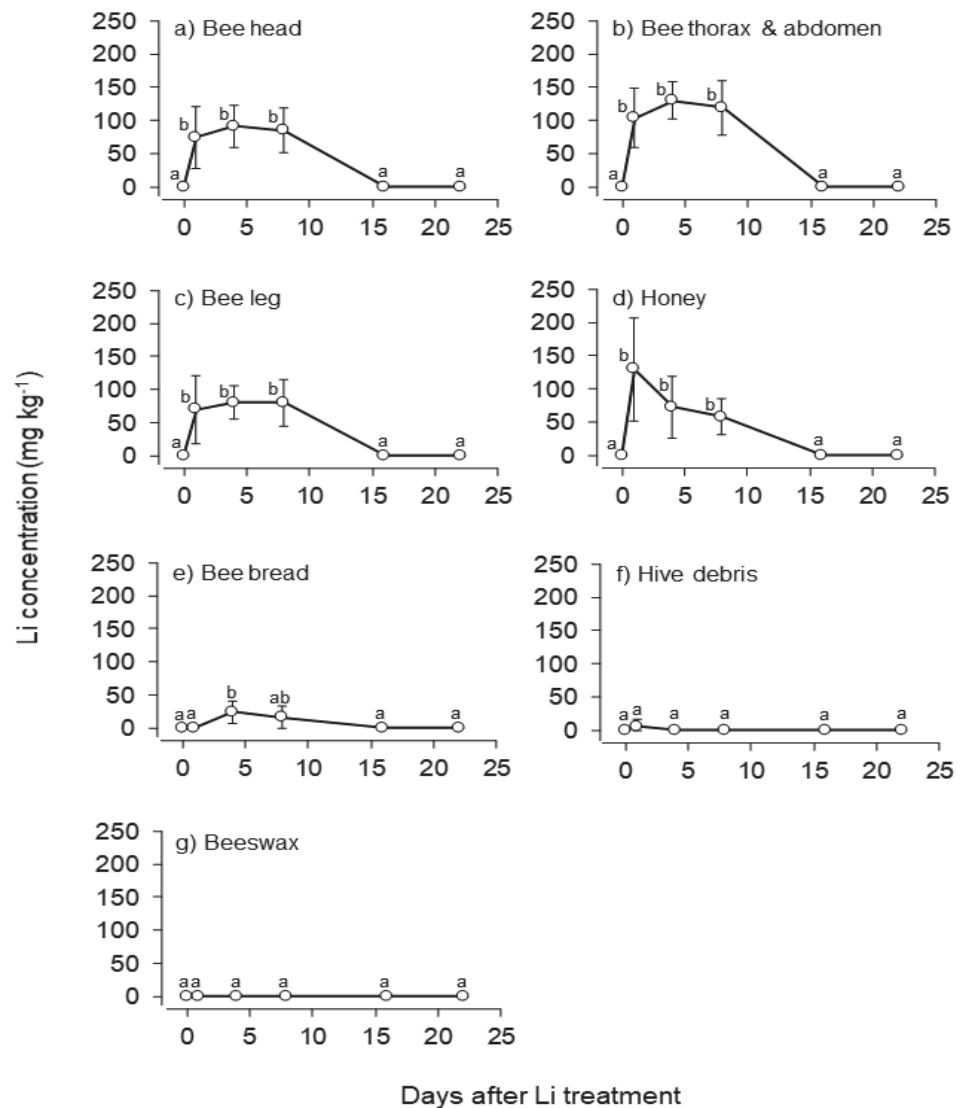 a) Bee head
250
200
150
100
50
0
a
b
b
b
a
a
0 5 10 15 20 25
b) Bee thorax & abdomen
250
200
150
100
50
0
a
b
b
b
a
a
0 5 10 15 20 25
c) Bee leg
250
200
150
100
50
0
a
b
b
b
a
a
0 5 10 15 20 25
d) Honey
250
200
150
100
50
0
a
b
b
b
a
a
0 5 10 15 20 25
Li concentration (mg kg⁻¹)
e) Bee bread
250
200
150
100
50
0
a
a
b
ab
a
a
0 5 10 15 20 25
f) Hive debris
250
200
150
100
50
0
a
a
a
a
a
a
0 5 10 15 20 25
g) Beeswax
250
200
150
100
50
0
a
a
a
a
a
a
0 5 10 15 20 25
Days after Li treatment